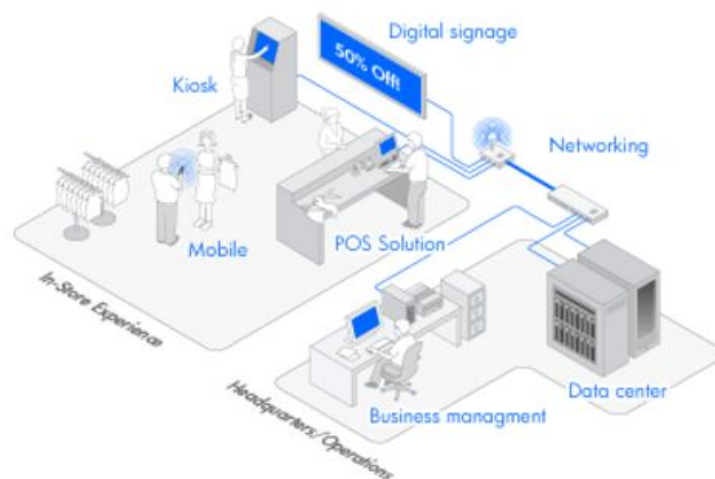 Digital signage
50% Off!
Kiosk
Networking
Mobile
POS Solution
In-Store Experience
Data center
Business managment
Headquarters/Operations